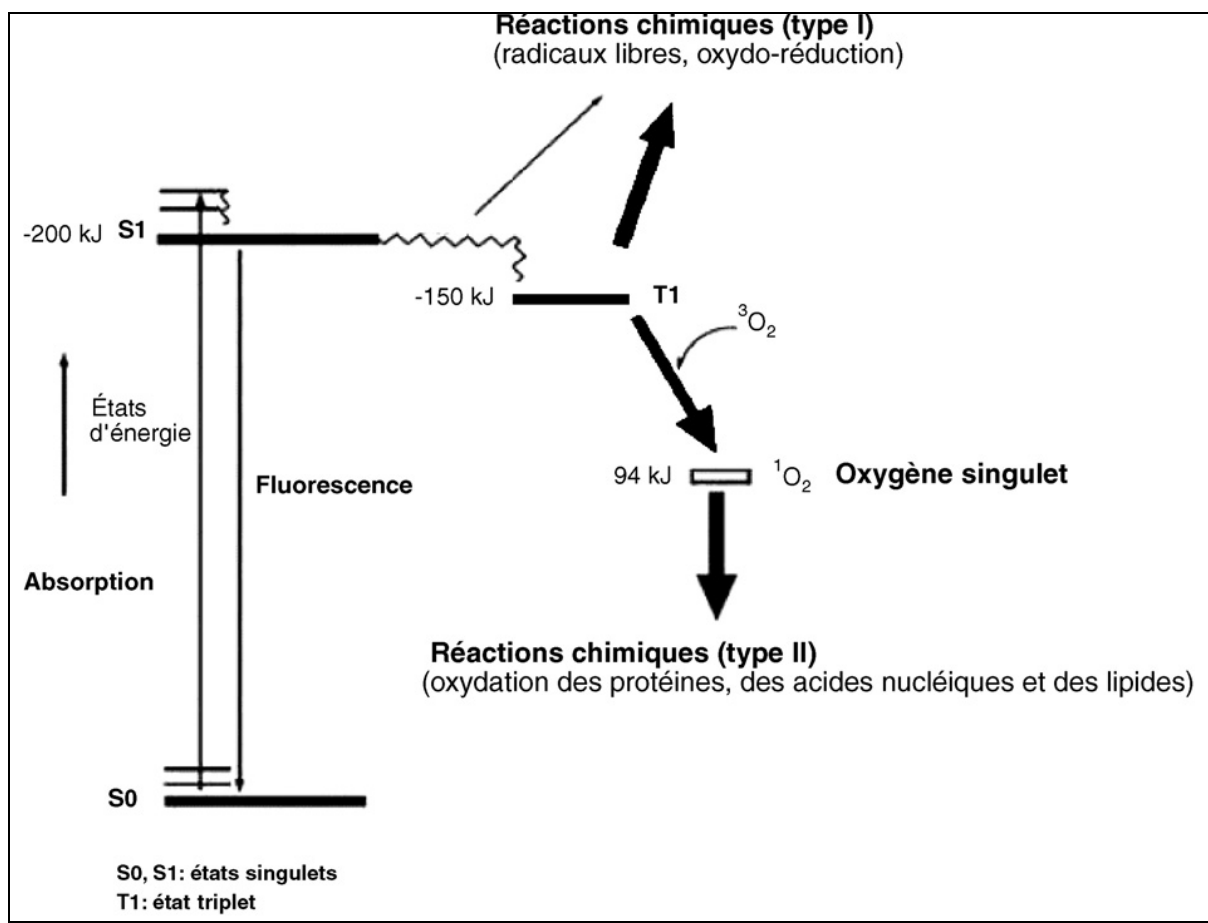 Réactions chimiques (type I)
(radicaux libres, oxydo-réduction)
-200 kJ S1
-150 kJ T1
³O₂
États
d'énergie
Fluorescence
94 kJ ¹O₂ Oxygène singulet
Absorption
Réactions chimiques (type II)
(oxydation des protéines, des acides nucléiques et des lipides)
S0
S0, S1: états singulets
T1: état triplet